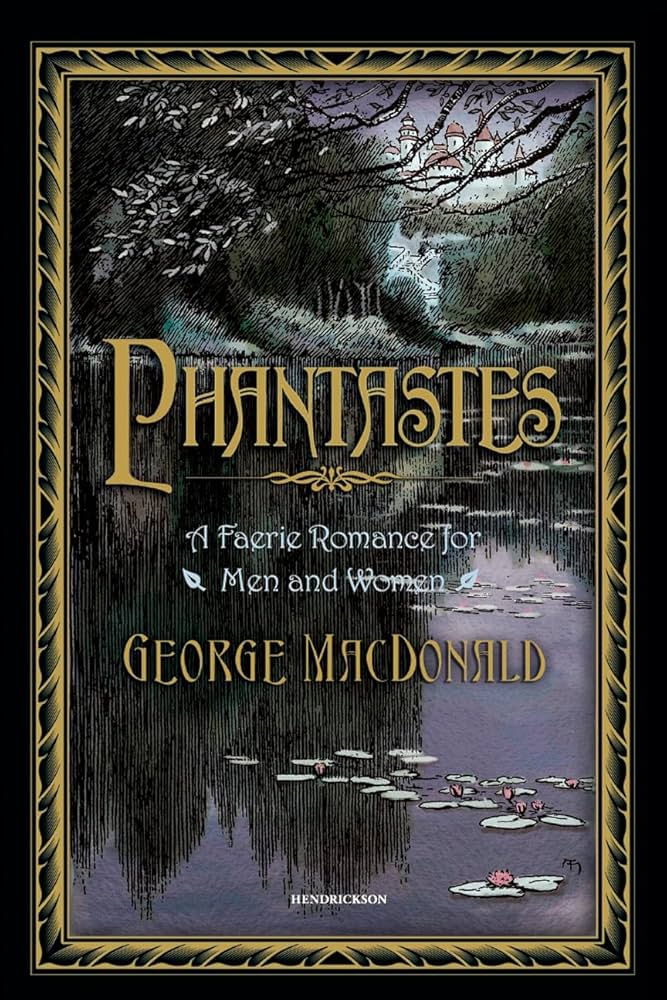 PHANTASTES
A Faerie Romance for
Men and Women
GEORGE MACDONALD
HENDRICKSON